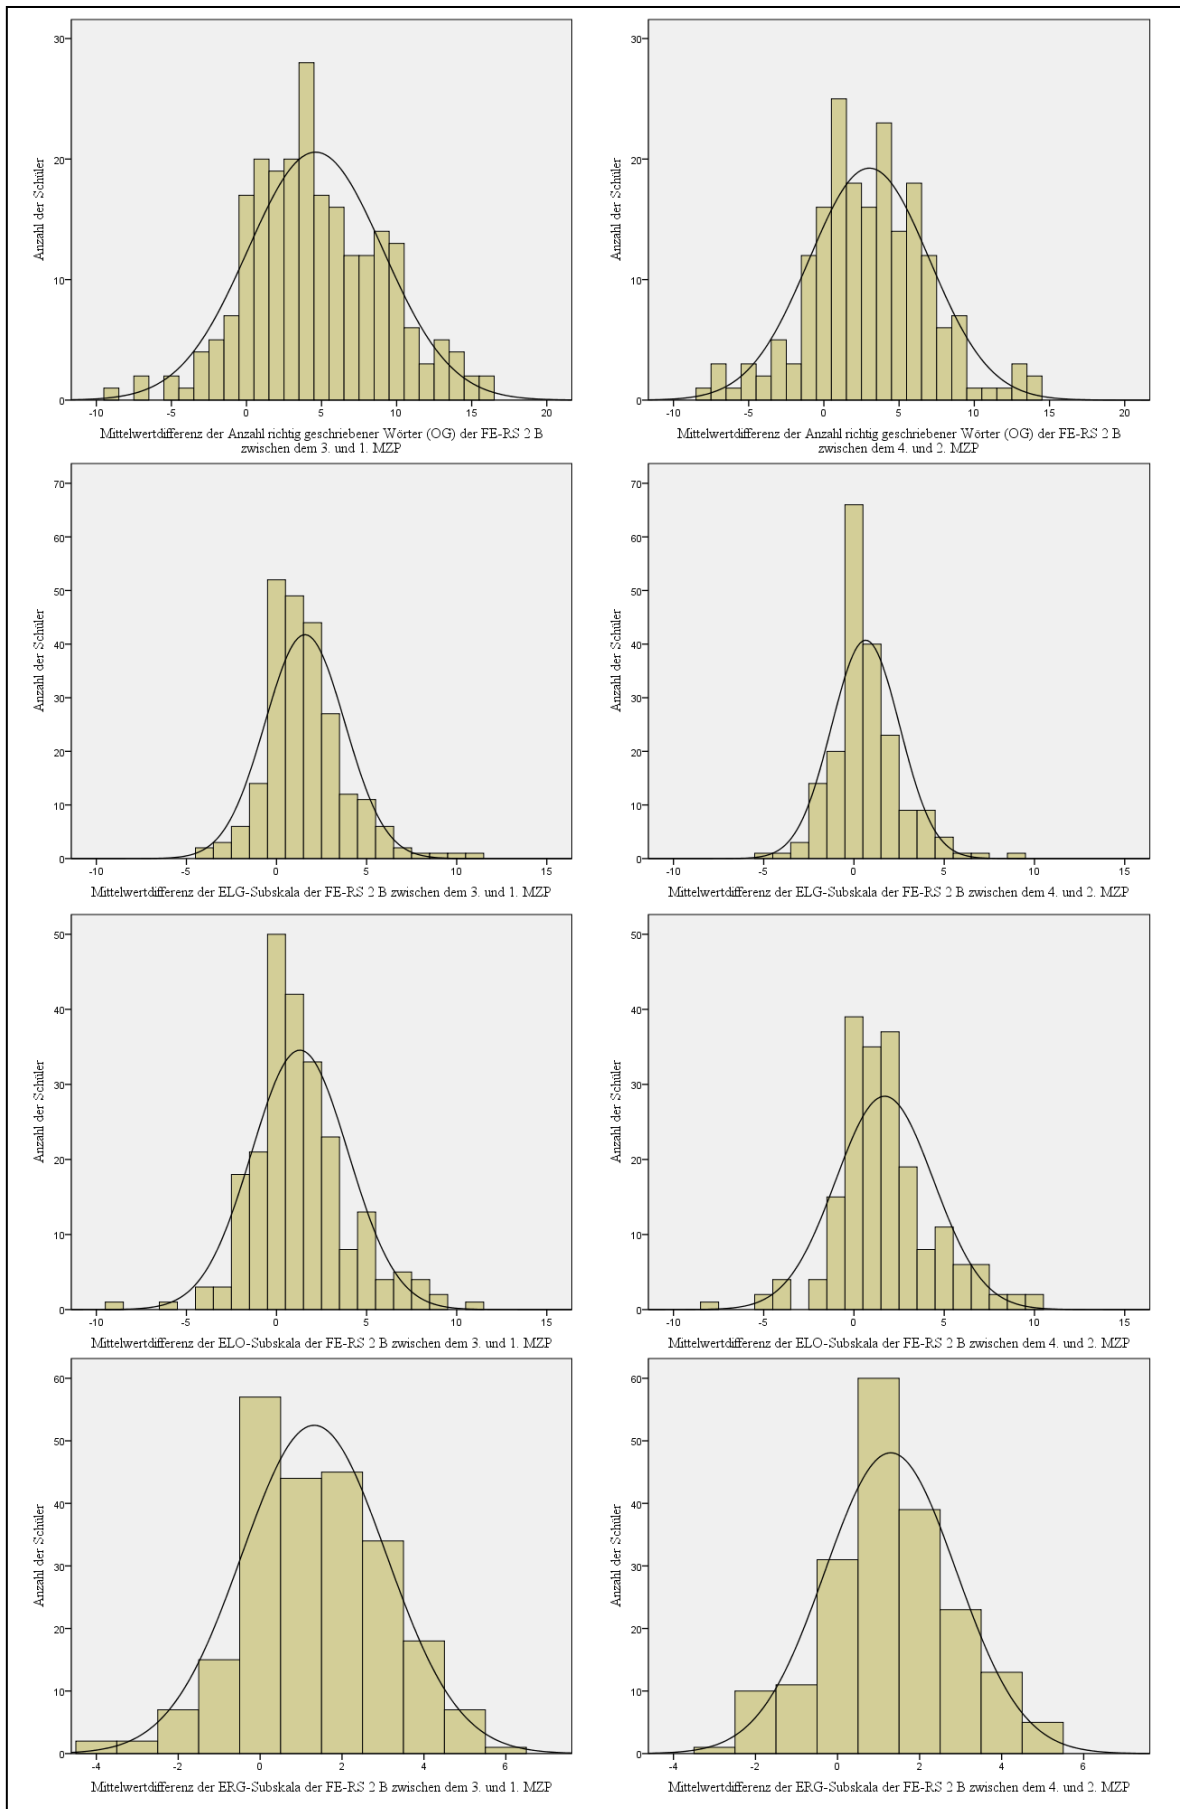 30
20
10
0
Anzahl der Schüler
-10 -5 0 5 10 15 20
Mittelwertdifferenz der Anzahl richtig geschriebener Wörter (OG) der FE-RS 2 B
zwischen dem 3. und 1. MZP
30
20
10
0
Anzahl der Schüler
-10 -5 0 5 10 15 20
Mittelwertdifferenz der Anzahl richtig geschriebener Wörter (OG) der FE-RS 2 B
zwischen dem 4. und 2. MZP
70
60
50
40
30
20
10
0
Anzahl der Schüler
-10 -5 0 5 10 15
Mittelwertdifferenz der ELG-Subskala der FE-RS 2 B zwischen dem 3. und 1. MZP
70
60
50
40
30
20
10
0
Anzahl der Schüler
-10 -5 0 5 10 15
Mittelwertdifferenz der ELG-Subskala der FE-RS 2 B zwischen dem 4. und 2. MZP
50
40
30
20
10
0
Anzahl der Schüler
-10 -5 0 5 10 15
Mittelwertdifferenz der ELO-Subskala der FE-RS 2 B zwischen dem 3. und 1. MZP
50
40
30
20
10
0
Anzahl der Schüler
-10 -5 0 5 10 15
Mittelwertdifferenz der ELO-Subskala der FE-RS 2 B zwischen dem 4. und 2. MZP
60
50
40
30
20
10
0
Anzahl der Schüler
-4 -2 0 2 4 6
Mittelwertdifferenz der ERG-Subskala der FE-RS 2 B zwischen dem 3. und 1. MZP
60
50
40
30
20
10
0
Anzahl der Schüler
-4 -2 0 2 4 6
Mittelwertdifferenz der ERG-Subskala der FE-RS 2 B zwischen dem 4. und 2. MZP